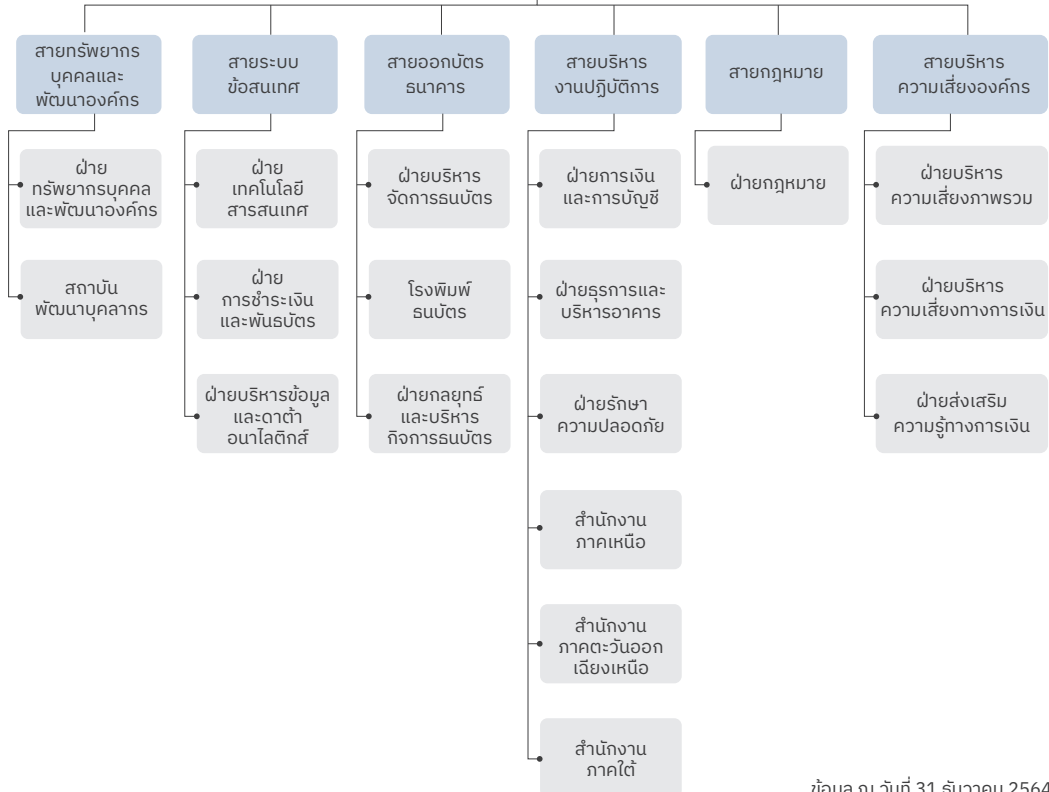 สายทรัพยากร
บุคคลและ
พัฒนาองค์กร
ฝ่าย
ทรัพยากรบุคคล
และพัฒนาองค์กร
สถาบัน
พัฒนาบุคลากร
สายระบบ
ข้อสนเทศ
ฝ่าย
เทคโนโลยี
สารสนเทศ
ฝ่าย
การชำระเงิน
และพันธบัตร
ฝ่ายบริหารข้อมูล
และดาต้า
อนาไลติกส์
สายออกบัตร
ธนาคาร
ฝ่ายบริหาร
จัดการธนบัตร
โรงพิมพ์
ธนบัตร
ฝ่ายกลยุทธ์
และบริหาร
กิจการธนบัตร
สายบริหาร
งานปฏิบัติการ
ฝ่ายการเงิน
และการบัญชี
ฝ่ายธุรการและ
บริหารอาคาร
ฝ่ายรักษา
ความปลอดภัย
สำนักงาน
ภาคเหนือ
สำนักงาน
ภาคตะวันออก
เฉียงเหนือ
สำนักงาน
ภาคใต้
สายกฎหมาย
ฝ่ายกฎหมาย
สายบริหาร
ความเสี่ยงองค์กร
ฝ่ายบริหาร
ความเสี่ยงภาพรวม
ฝ่ายบริหาร
ความเสี่ยงทางการเงิน
ฝ่ายส่งเสริม
ความรู้ทางการเงิน
ข้อมูล ณ วันที่ 31 ธันวาคม 2564